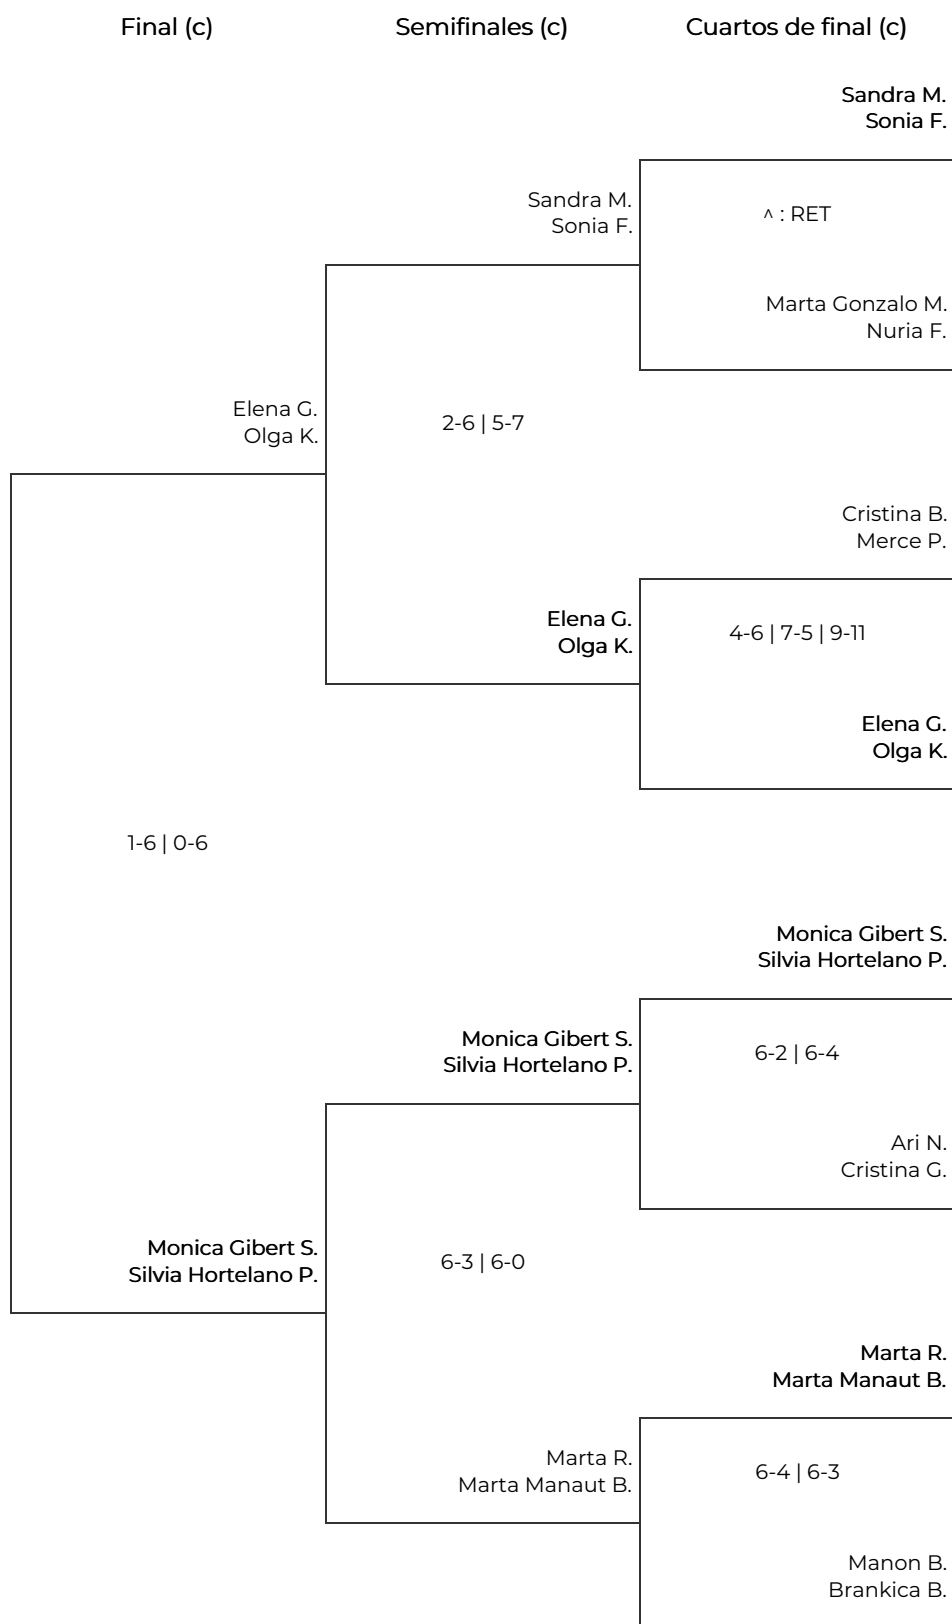 Final (c)
Semifinales (c)
Cuartos de final (c)
Sandra M.
Sonia F.
Sandra M.
Sonia F.
^ : RET
Marta Gonzalo M.
Nuria F.
Elena G.
Olga K.
2-6 | 5-7
Cristina B.
Merce P.
Elena G.
Olga K.
4-6 | 7-5 | 9-11
Elena G.
Olga K.
1-6 | 0-6
Monica Gibert S.
Silvia Hortelano P.
Monica Gibert S.
Silvia Hortelano P.
6-2 | 6-4
Ari N.
Cristina G.
Monica Gibert S.
Silvia Hortelano P.
6-3 | 6-0
Marta R.
Marta Manaut B.
Marta R.
Marta Manaut B.
6-4 | 6-3
Manon B.
Brankica B.